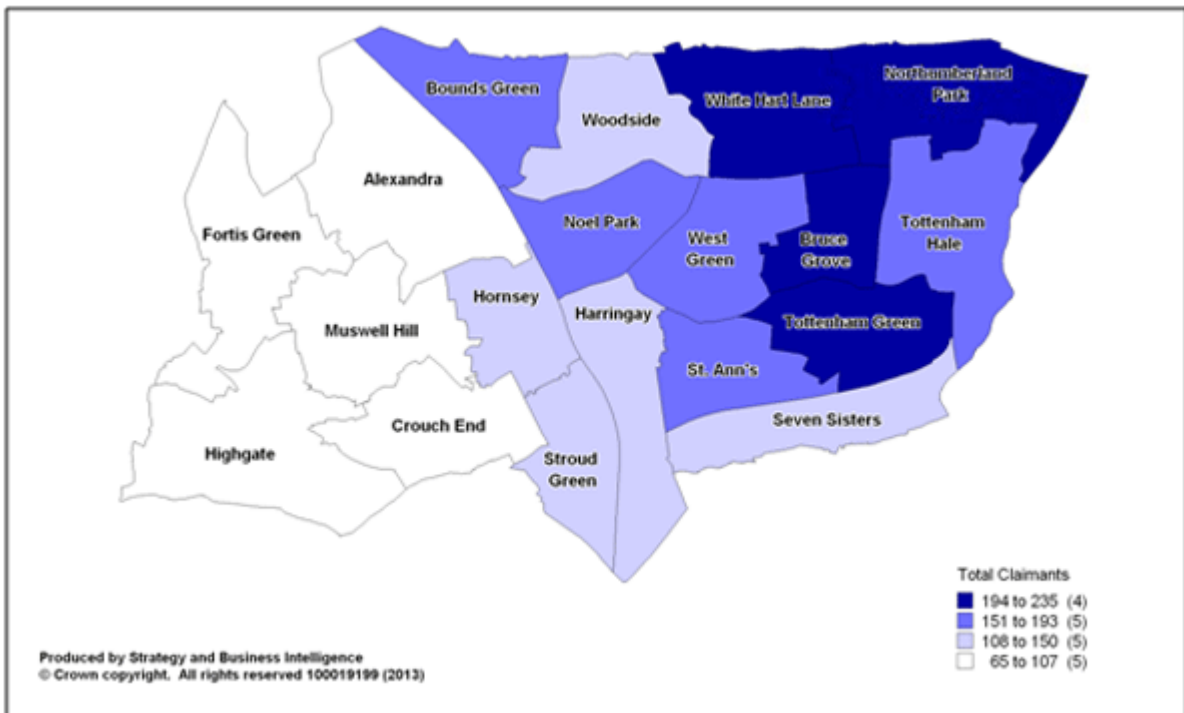 Bounds Green
White Hart Lane
Northumberland
Park
Woodside
Alexandra
Fortis Green
Noel Park
West
Green
Bruce
Grove
Tottenham
Hale
Hornsey
Harringay
Muswell Hill
Tottenham Green
St. Ann's
Crouch End
Seven Sisters
Highgate
Stroud
Green
Total Claimants
194 to 235 (4)
151 to 193 (5)
108 to 150 (5)
65 to 107 (5)
Produced by Strategy and Business Intelligence
© Crown copyright. All rights reserved 100019199 (2013)